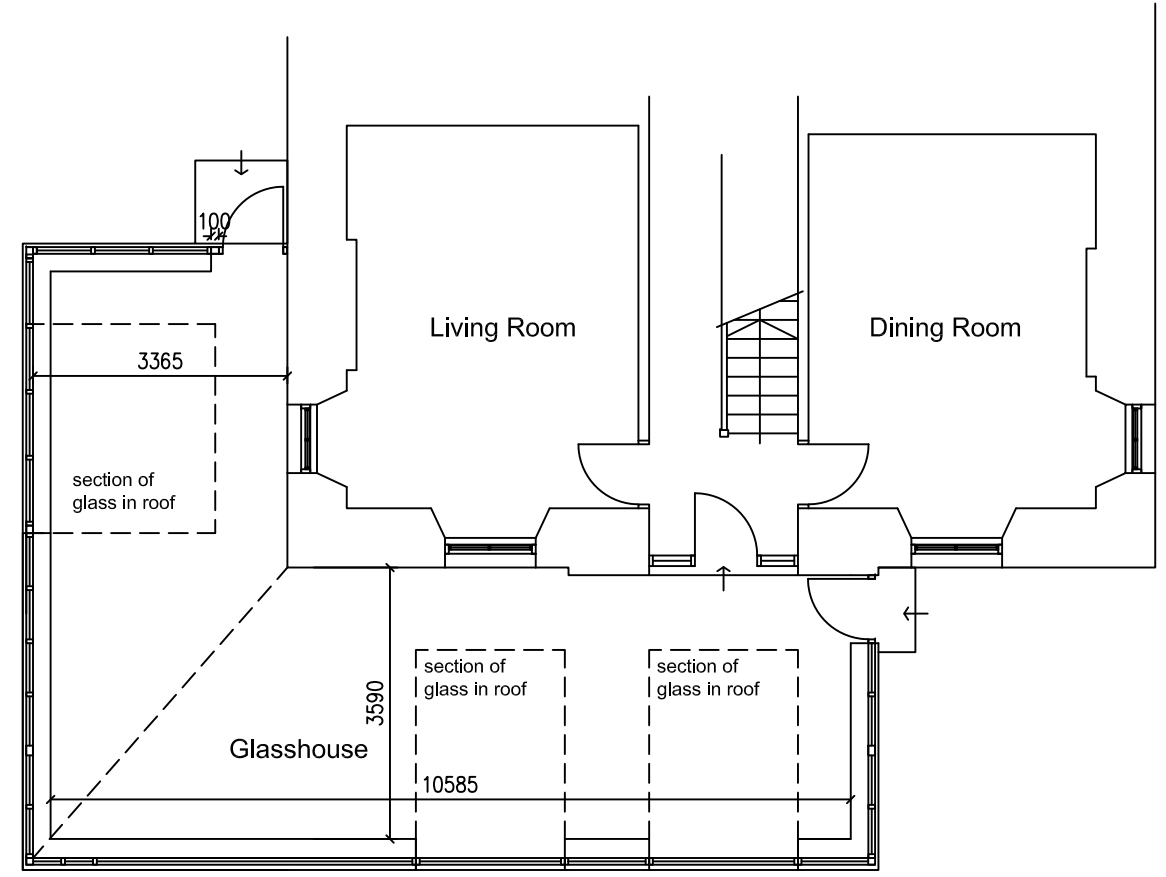 100
Living Room
Dining Room
3365
section of
glass in roof
section of
glass in roof
section of
glass in roof
3590
Glasshouse
10585